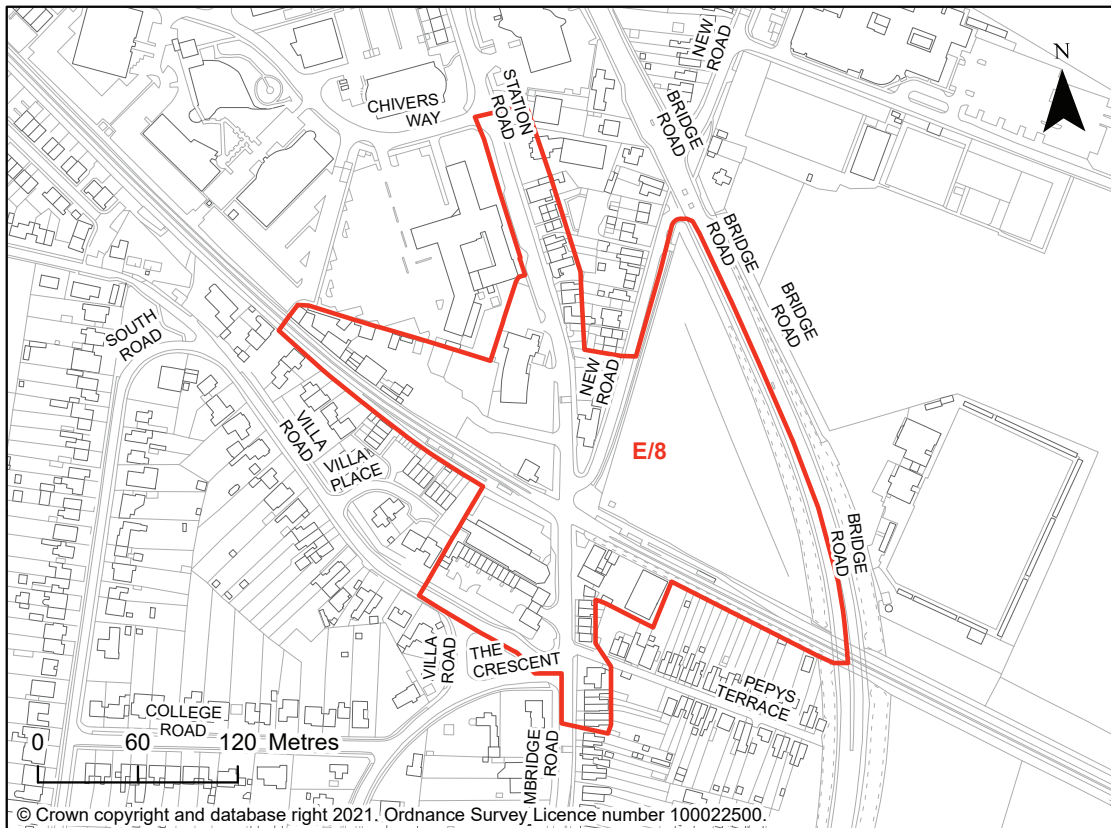 NEW
ROAD
N
STATION
ROAD
CHIVERS
WAY
BRIDGE
ROAD
BRIDGE
ROAD
BRIDGE
ROAD
SOUTH
ROAD
NEW
ROAD
VILLA
ROAD
VILLA
PLACE
E/8
BRIDGE
ROAD
VILLA
ROAD
THE
CRESCENT
PEPYS
TERRACE
COLLEGE
ROAD
MBRIDGE
ROAD
0 60 120 Metres
© Crown copyright and database right 2021. Ordnance Survey Licence number 100022500.